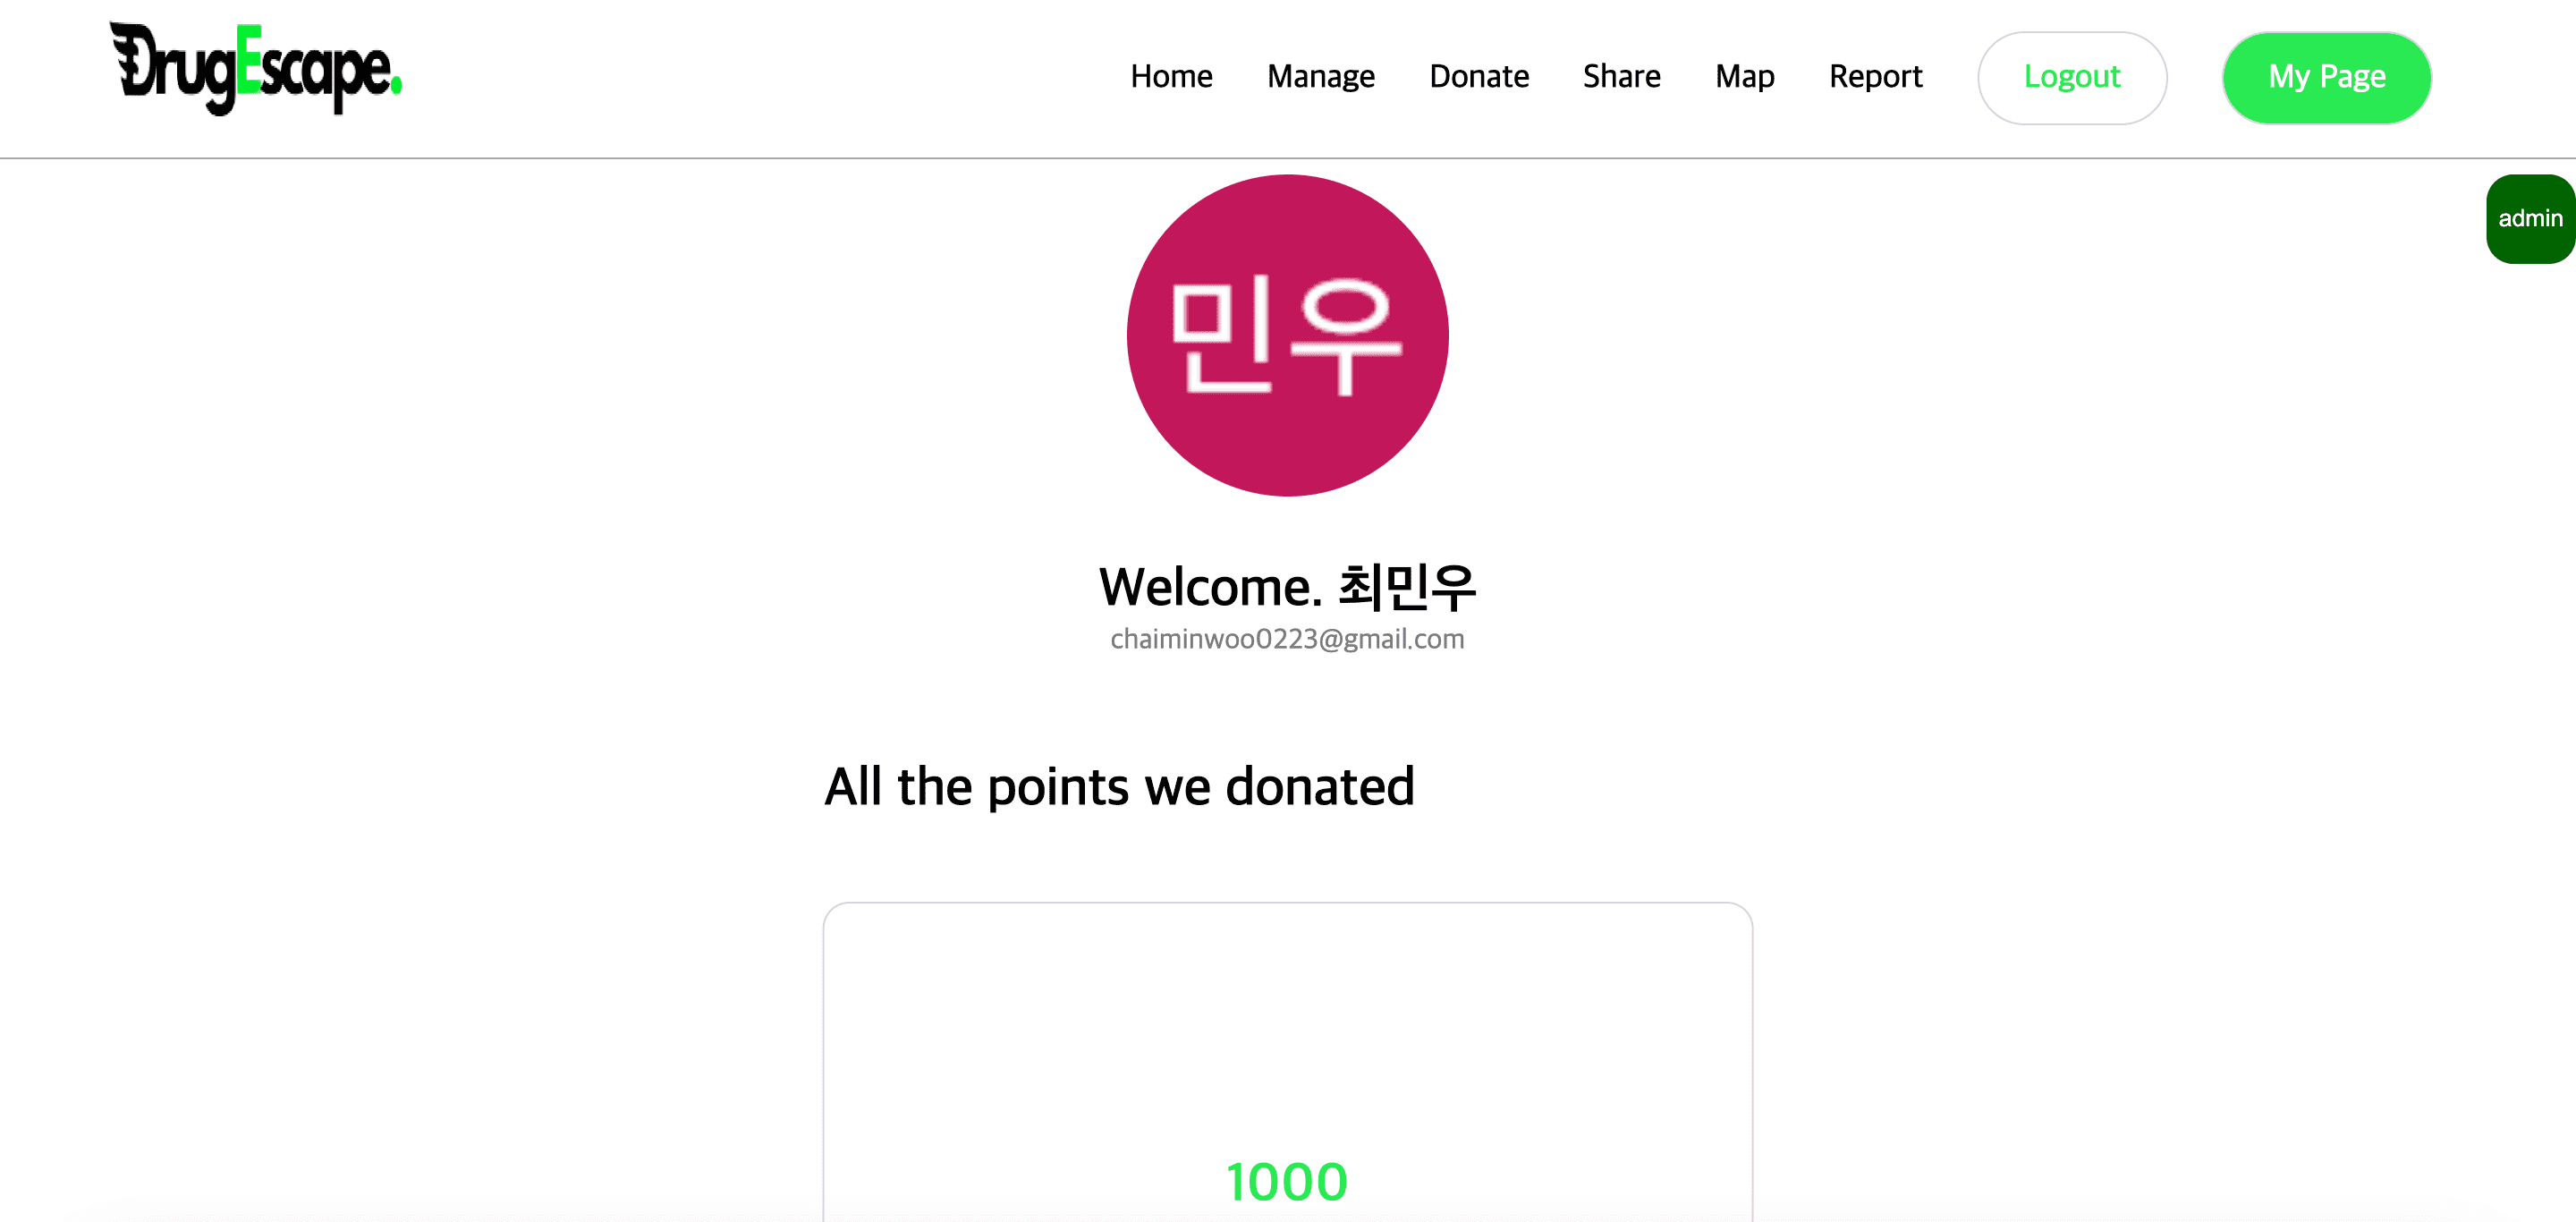 DrugEscape.
Home Manage Donate Share Map Report Logout My Page
admin
민우
Welcome. 최민우
chaiminwoo0223@gmail.com
All the points we donated
1000